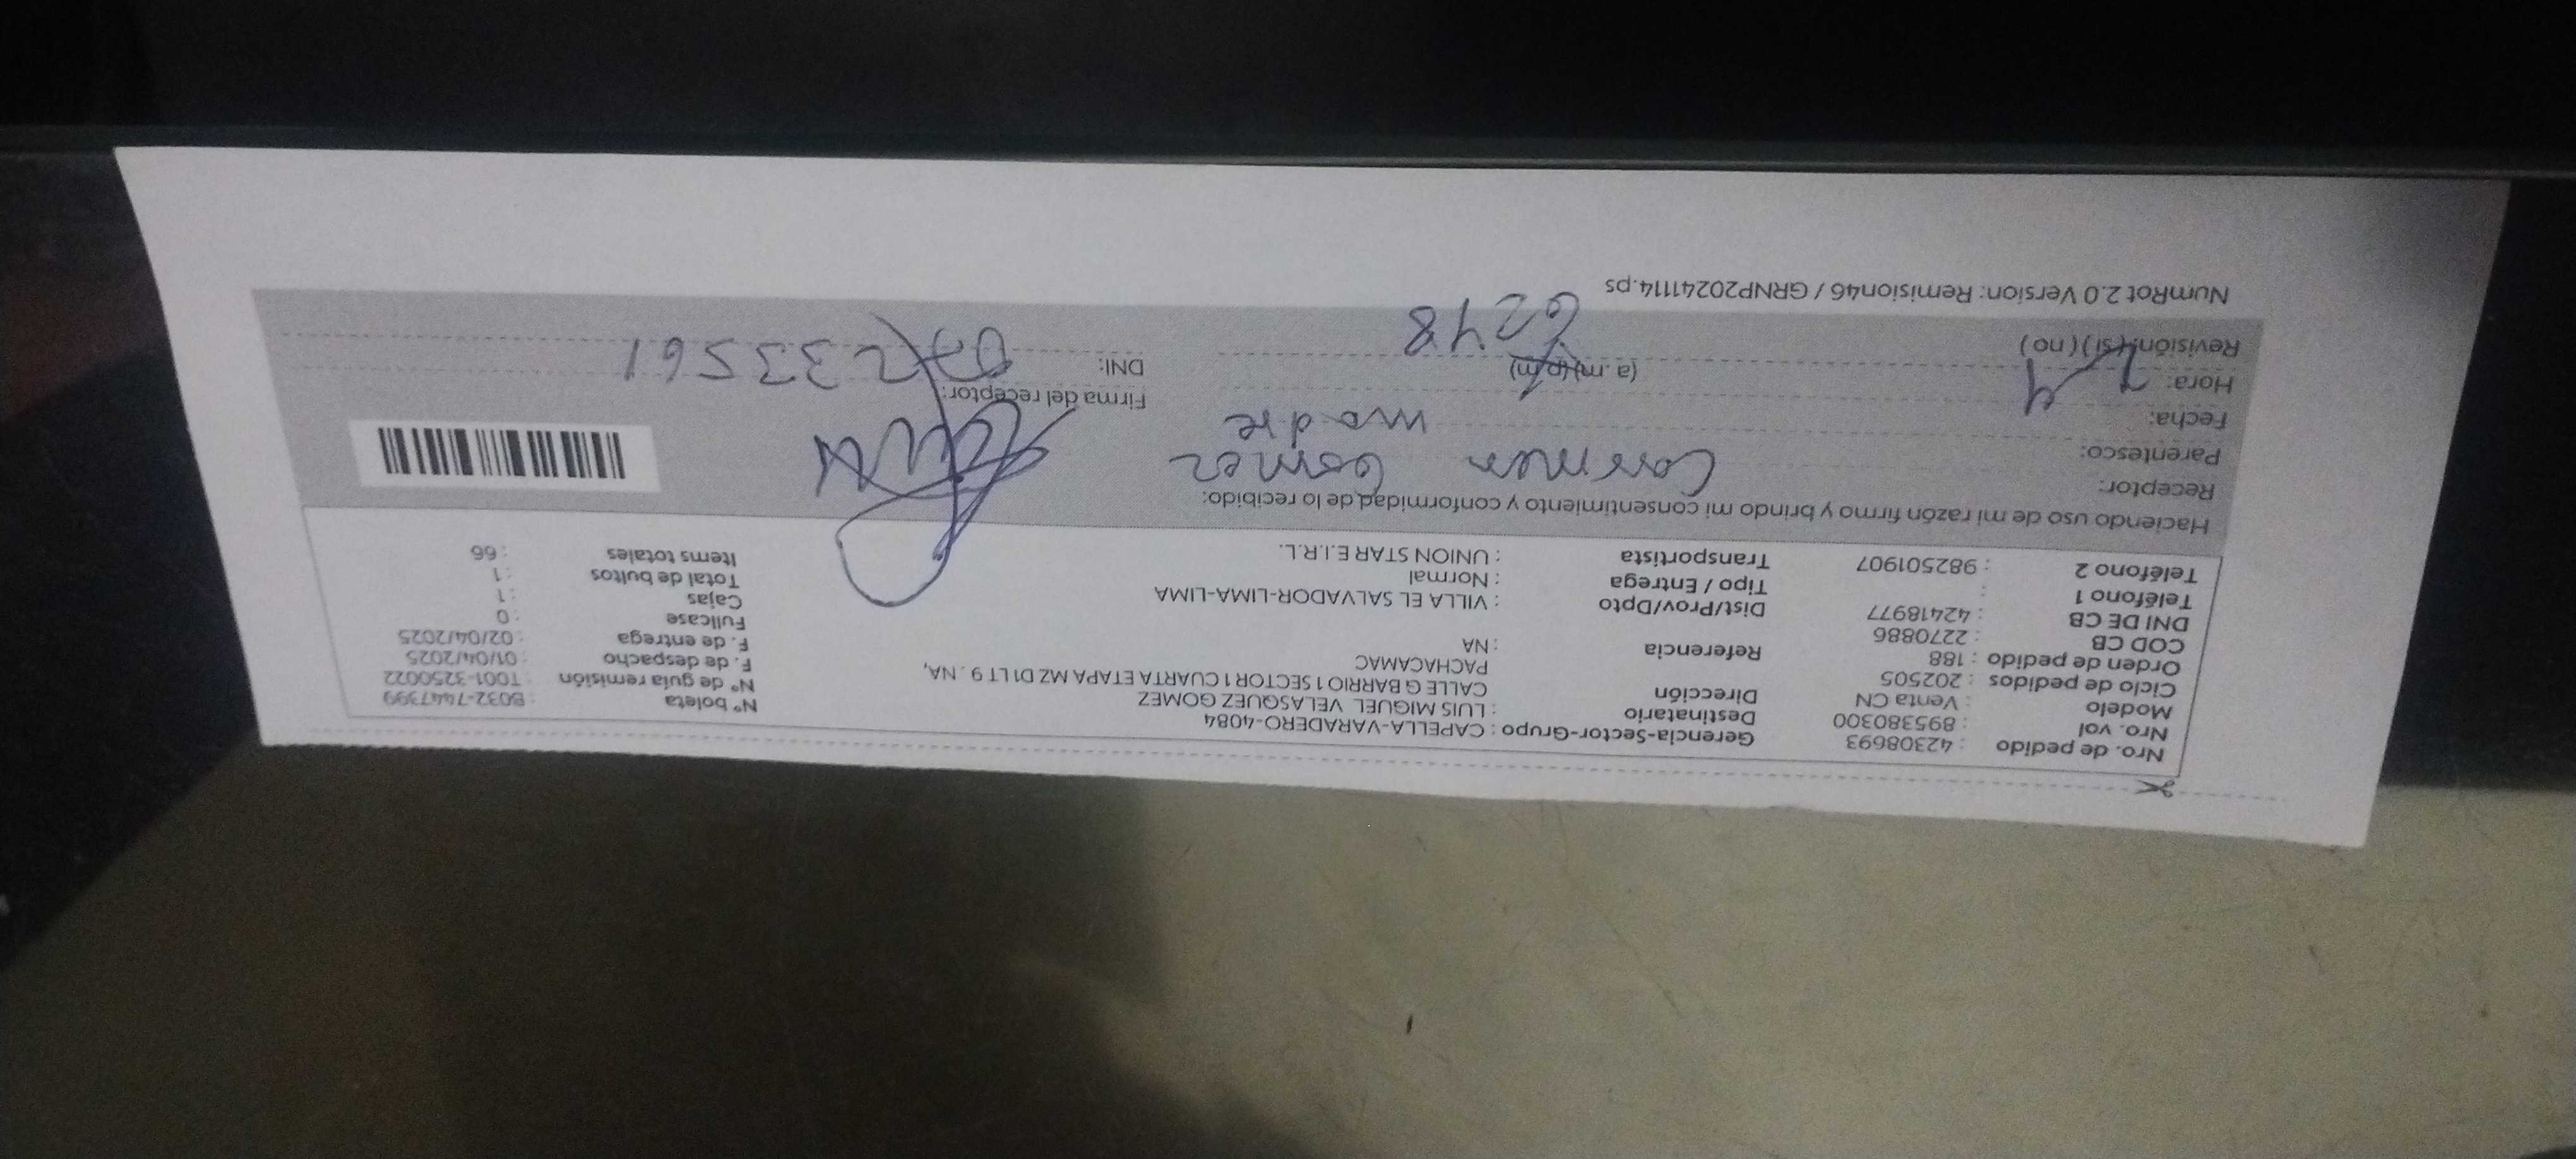 Nro. de pedido : 42308693
Nro. vol : 895380300
Modelo : Venta CN
Ciclo de pedidos : 202505
Orden de pedido : 188
COD CB : 2270886
DNI DE CB : 42418977
Teléfono 1 :
Teléfono 2 : 982501907
Gerencia-Sector-Grupo : CAPELLA-VARADERO-4084
Destinatario : LUIS MIGUEL VELASQUEZ GOMEZ
Dirección : CALLE G BARRIO 1 SECTOR 1 CUARTA ETAPA MZ D1 LT 9 . NA,
PACHACAMAC
Referencia : NA
Dist/Prov/Dpto : VILLA EL SALVADOR-LIMA-LIMA
Tipo / Entrega : Normal
Transportista : UNION STAR E.I.R.L.
N° boleta : B032-7447399
N° de guía remisión : T001-3250022
F. de despacho : 01/04/2025
F. de entrega : 02/04/2025
Fullcase : 0
Cajas : 1
Total de bultos : 1
Items totales : 66
Haciendo uso de mi razón firmo y brindo mi consentimiento y conformidad de lo recibido:
Receptor: Carmen Gomez
Parentesco: madre
Fecha:
Hora: (a. m) (p.m)
Revisión: (si) (no)
6248
Firma del receptor:
DNI: 07233561
NumRot 2.0 Version: Remision46 / GRNP20241114.ps